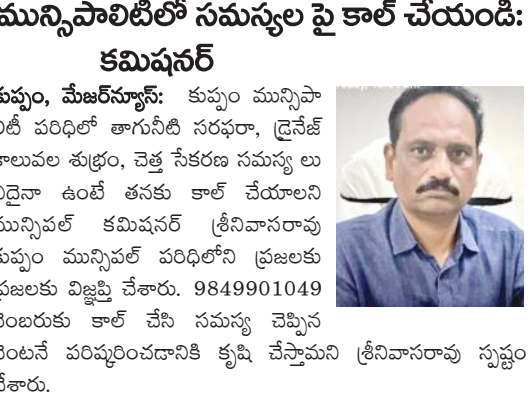 మున్సిపాలిటీలో సమస్యల పై కాల్ చేయండి:
కమిషనర్
కుప్పం, మేజర్‌న్యూస్: కుప్పం మున్సిపా
లిటీ పరిధిలో తాగునీటి సరఫరా, డ్రైనేజ్
కాలువల శుభ్రం, చెత్త సేకరణ సమస్య లు
ఏదైనా ఉంటే తనకు కాల్ చేయాలని
మున్సిపల్ కమిషనర్ శ్రీనివాసరావు
కుప్పం మున్సిపల్ పరిధిలోని ప్రజలకు
ప్రజలకు విజ్ఞప్తి చేశారు. 9849901049
నెంబరుకు కాల్ చేసి సమస్య చెప్పిన
వెంటనే పరిష్కరించడానికి కృషి చేస్తామని శ్రీనివాసరావు స్పష్టం
చేశారు.